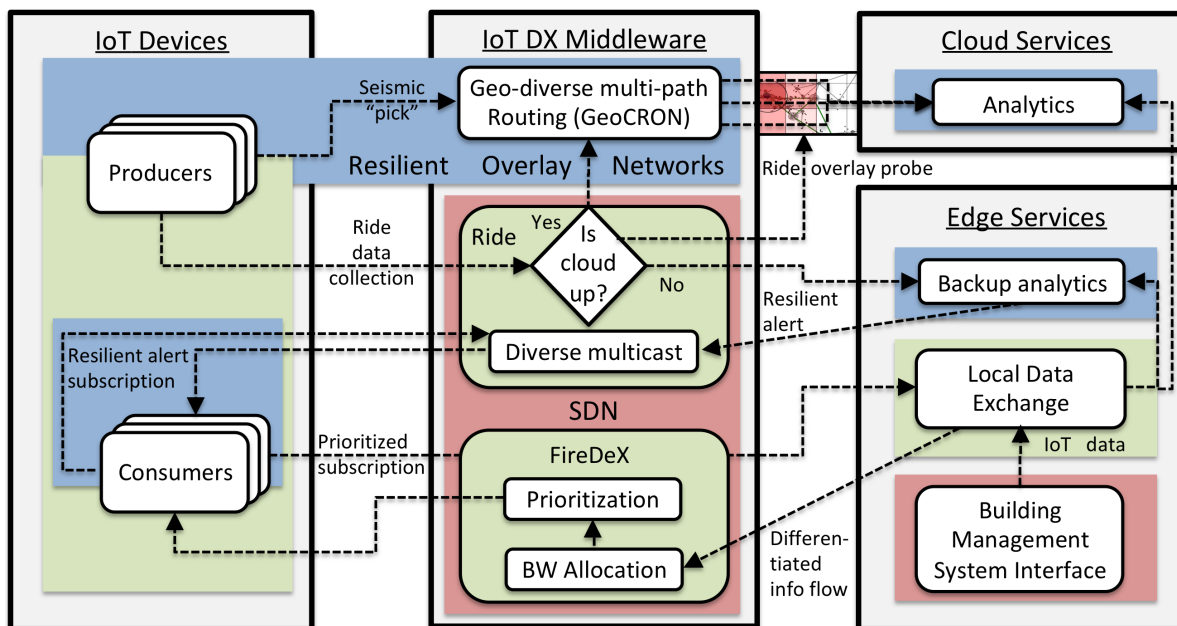 IoT Devices
IoT DX Middleware
Cloud Services
Seismic
"pick"
Geo-diverse multi-path
Routing (GeoCRON)
Analytics
Producers
Resilient Overlay Networks
Ride overlay probe
Edge Services
Ride
data
collection
Ride
Yes
Is
cloud
up?
No
Backup analytics
Resilient
alert
Resilient alert
subscription
Diverse multicast
Local Data
Exchange
SDN
Consumers
Prioritized
subscription
FireDeX
IoT data
Prioritization
Building
Management
System Interface
Differen-
tiated
info flow
BW Allocation